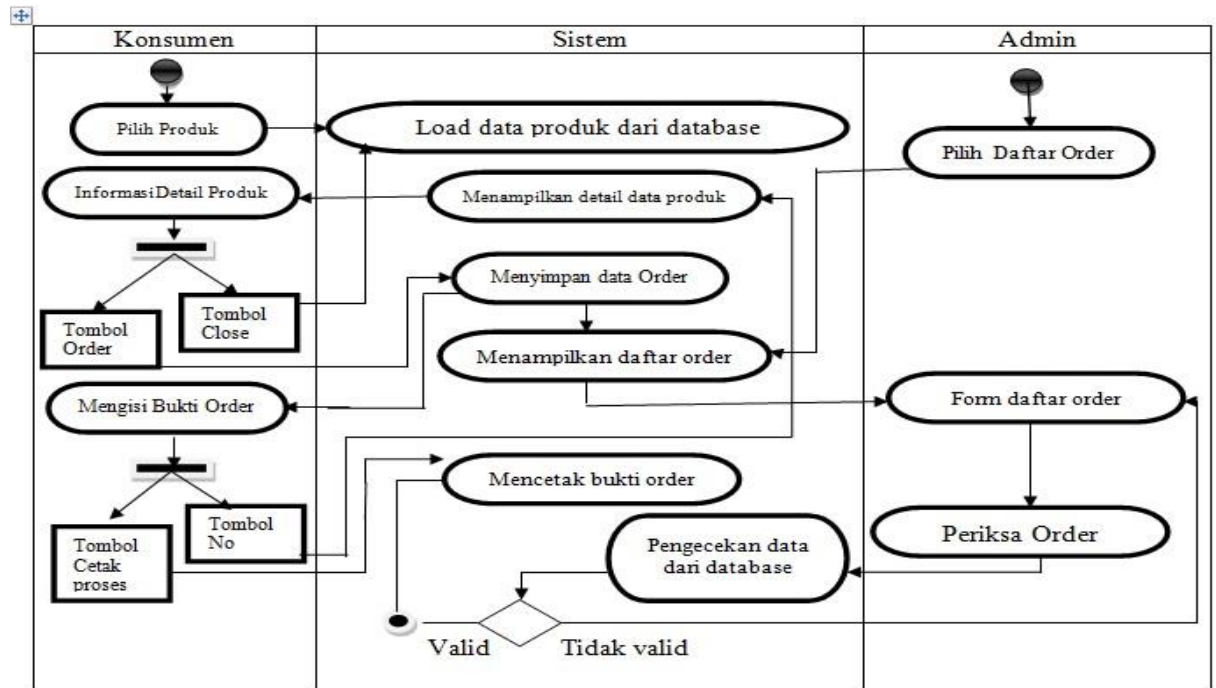 Konsumen
Sistem
Admin
Pilih Produk
Load data produk dari database
Pilih Daftar Order
Informasi Detail Produk
Menampilkan detail data produk
Menyimpan data Order
Tombol
Order
Tombol
Close
Menampilkan daftar order
Mengisi Bukti Order
Form daftar order
Mencetak bukti order
Tombol
No
Tombol
Cetak
proses
Pengecekan data
dari database
Periksa Order
Valid
Tidak valid